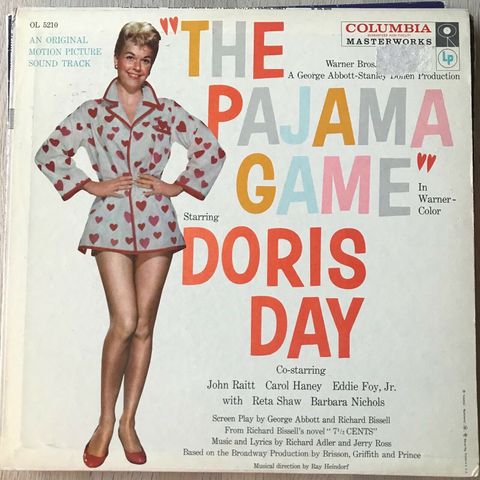 OL 5210
AN ORIGINAL
MOTION PICTURE
SOUND TRACK
COLUMBIA
MASTERWORKS
Lp
Warner Bros.
A George Abbott-Stanley Donen Production
"THE
PAJAMA
GAME"
In
Warner-
Color
Starring
DORIS
DAY
Co-starring
John Raitt Carol Haney Eddie Foy, Jr.
with Reta Shaw Barbara Nichols
Screen Play by George Abbott and Richard Bissell
From Richard Bissell's novel "7½ CENTS"
Music and Lyrics by Richard Adler and Jerry Ross
Based on the Broadway Production by Brisson, Griffith and Prince
Musical direction by Ray Heindorf